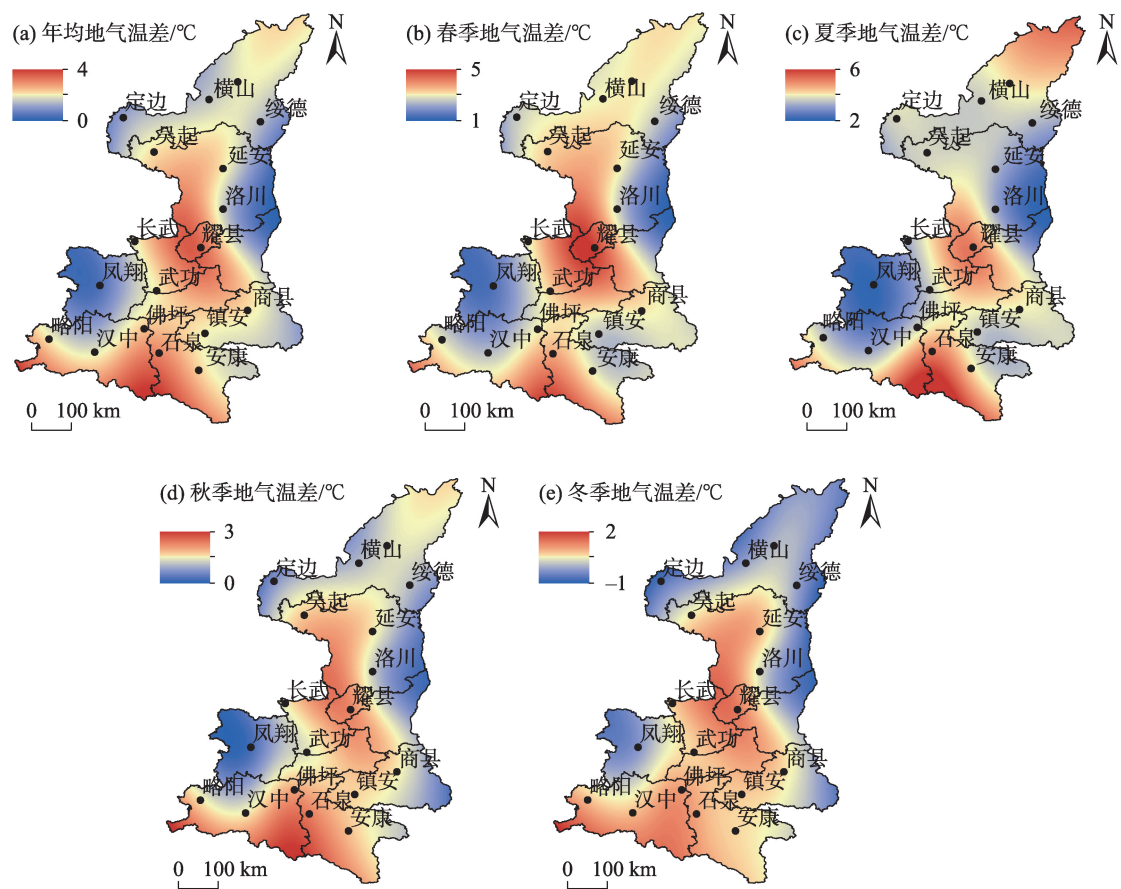 (a) 年均地气温差/℃
N
4
0
横山
定边
绥德
吴起
延安
洛川
长武
耀县
凤翔
武功
商县
佛坪
镇安
略阳
汉中
石泉
安康
0 100 km
(b) 春季地气温差/℃
N
5
1
横山
定边
绥德
吴起
延安
洛川
长武
耀县
凤翔
武功
商县
佛坪
镇安
略阳
汉中
石泉
安康
0 100 km
(c) 夏季地气温差/℃
N
6
2
横山
定边
绥德
吴起
延安
洛川
长武
耀县
凤翔
武功
商县
佛坪
镇安
略阳
汉中
石泉
安康
0 100 km
(d) 秋季地气温差/℃
N
3
0
横山
定边
绥德
吴起
延安
洛川
长武
耀县
凤翔
武功
商县
佛坪
镇安
略阳
汉中
石泉
安康
0 100 km
(e) 冬季地气温差/℃
N
2
–1
横山
定边
绥德
吴起
延安
洛川
长武
耀县
凤翔
武功
商县
佛坪
镇安
略阳
汉中
石泉
安康
0 100 km